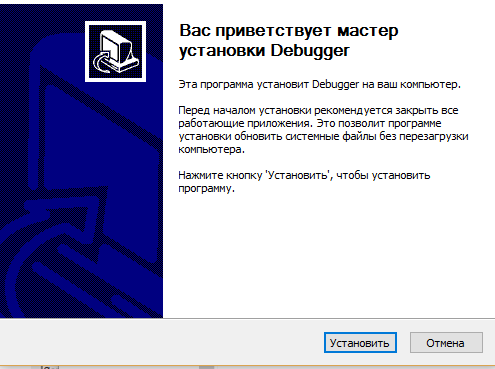 Вас приветствует мастер
установки Debugger
Эта программа установит Debugger на ваш компьютер.
Перед началом установки рекомендуется закрыть все
работающие приложения. Это позволит программе
установки обновить системные файлы без перезагрузки
компьютера.
Нажмите кнопку 'Установить', чтобы установить
программу.
Установить
Отмена